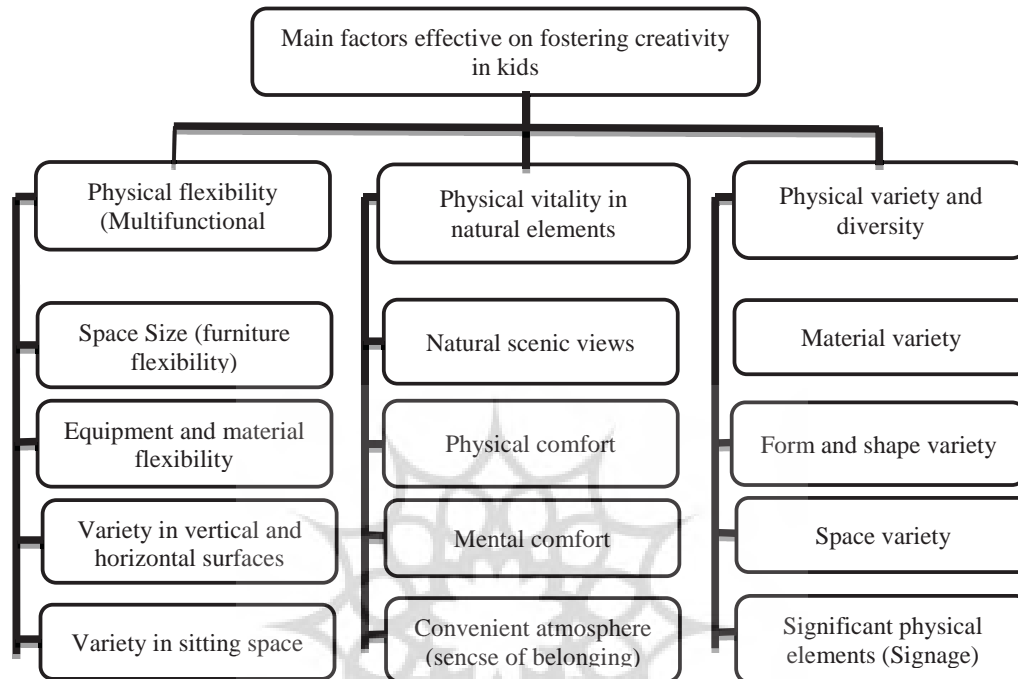 Main factors effective on fostering creativity
in kids
Physical flexibility
(Multifunctional
Space Size (furniture
flexibility)
Equipment and material
flexibility
Variety in vertical and
horizontal surfaces
Variety in sitting space
Physical vitality in
natural elements
Natural scenic views
Physical comfort
Mental comfort
Convenient atmosphere
(sencse of belonging)
Physical variety and
diversity
Material variety
Form and shape variety
Space variety
Significant physical
elements (Signage)